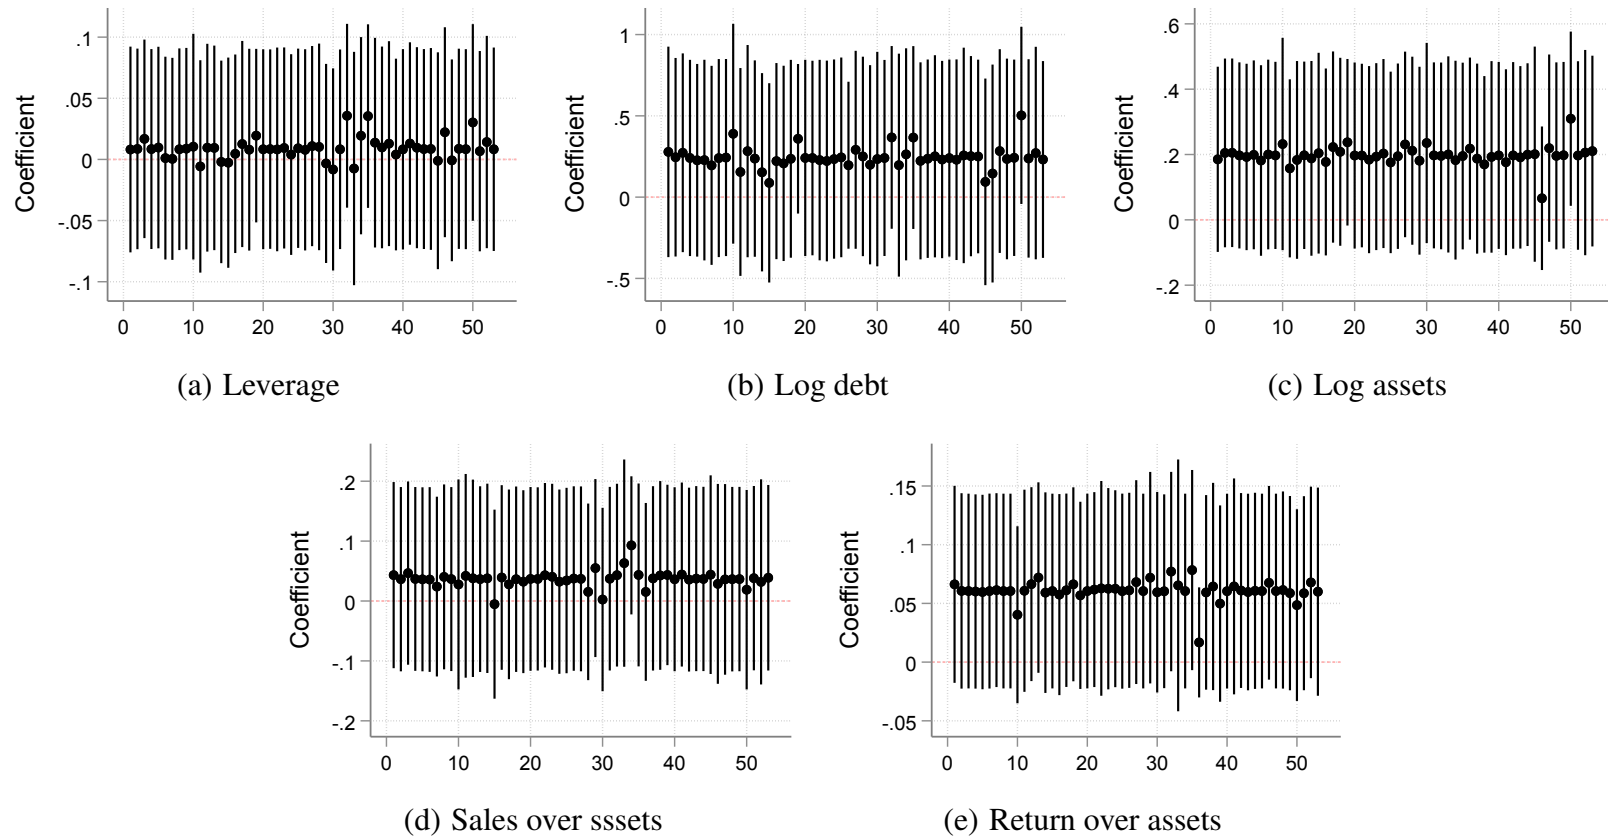 Coefficient
.1
.05
0
-.05
-.1
0 10 20 30 40 50
(a) Leverage
Coefficient
1
.5
0
-.5
0 10 20 30 40 50
(b) Log debt
Coefficient
.6
.4
.2
0
-.2
0 10 20 30 40 50
(c) Log assets
Coefficient
.2
.1
0
-.1
-.2
0 10 20 30 40 50
(d) Sales over sssets
Coefficient
.15
.1
.05
0
-.05
0 10 20 30 40 50
(e) Return over assets